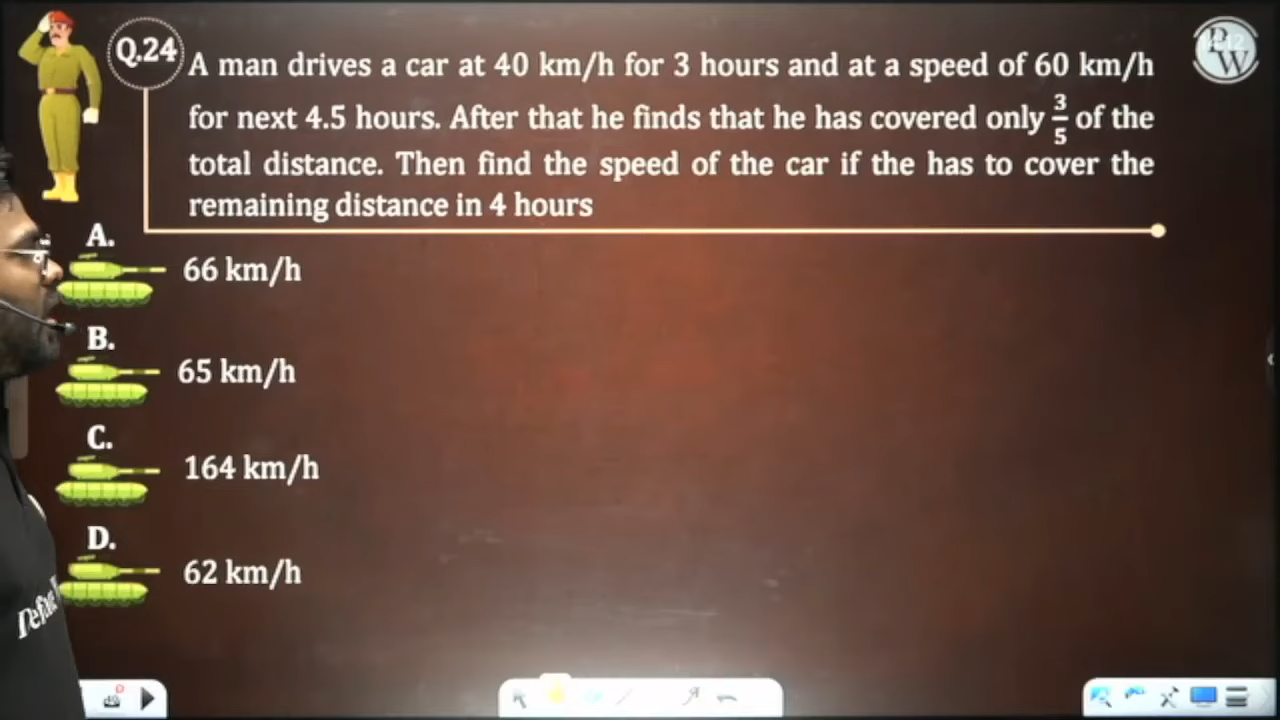 Q.24
A man drives a car at 40 km/h for 3 hours and at a speed of 60 km/h
for next 4.5 hours. After that he finds that he has covered only 3/5 of the
total distance. Then find the speed of the car if the has to cover the
remaining distance in 4 hours
A.
66 km/h
B.
65 km/h
C.
164 km/h
D.
62 km/h
PW